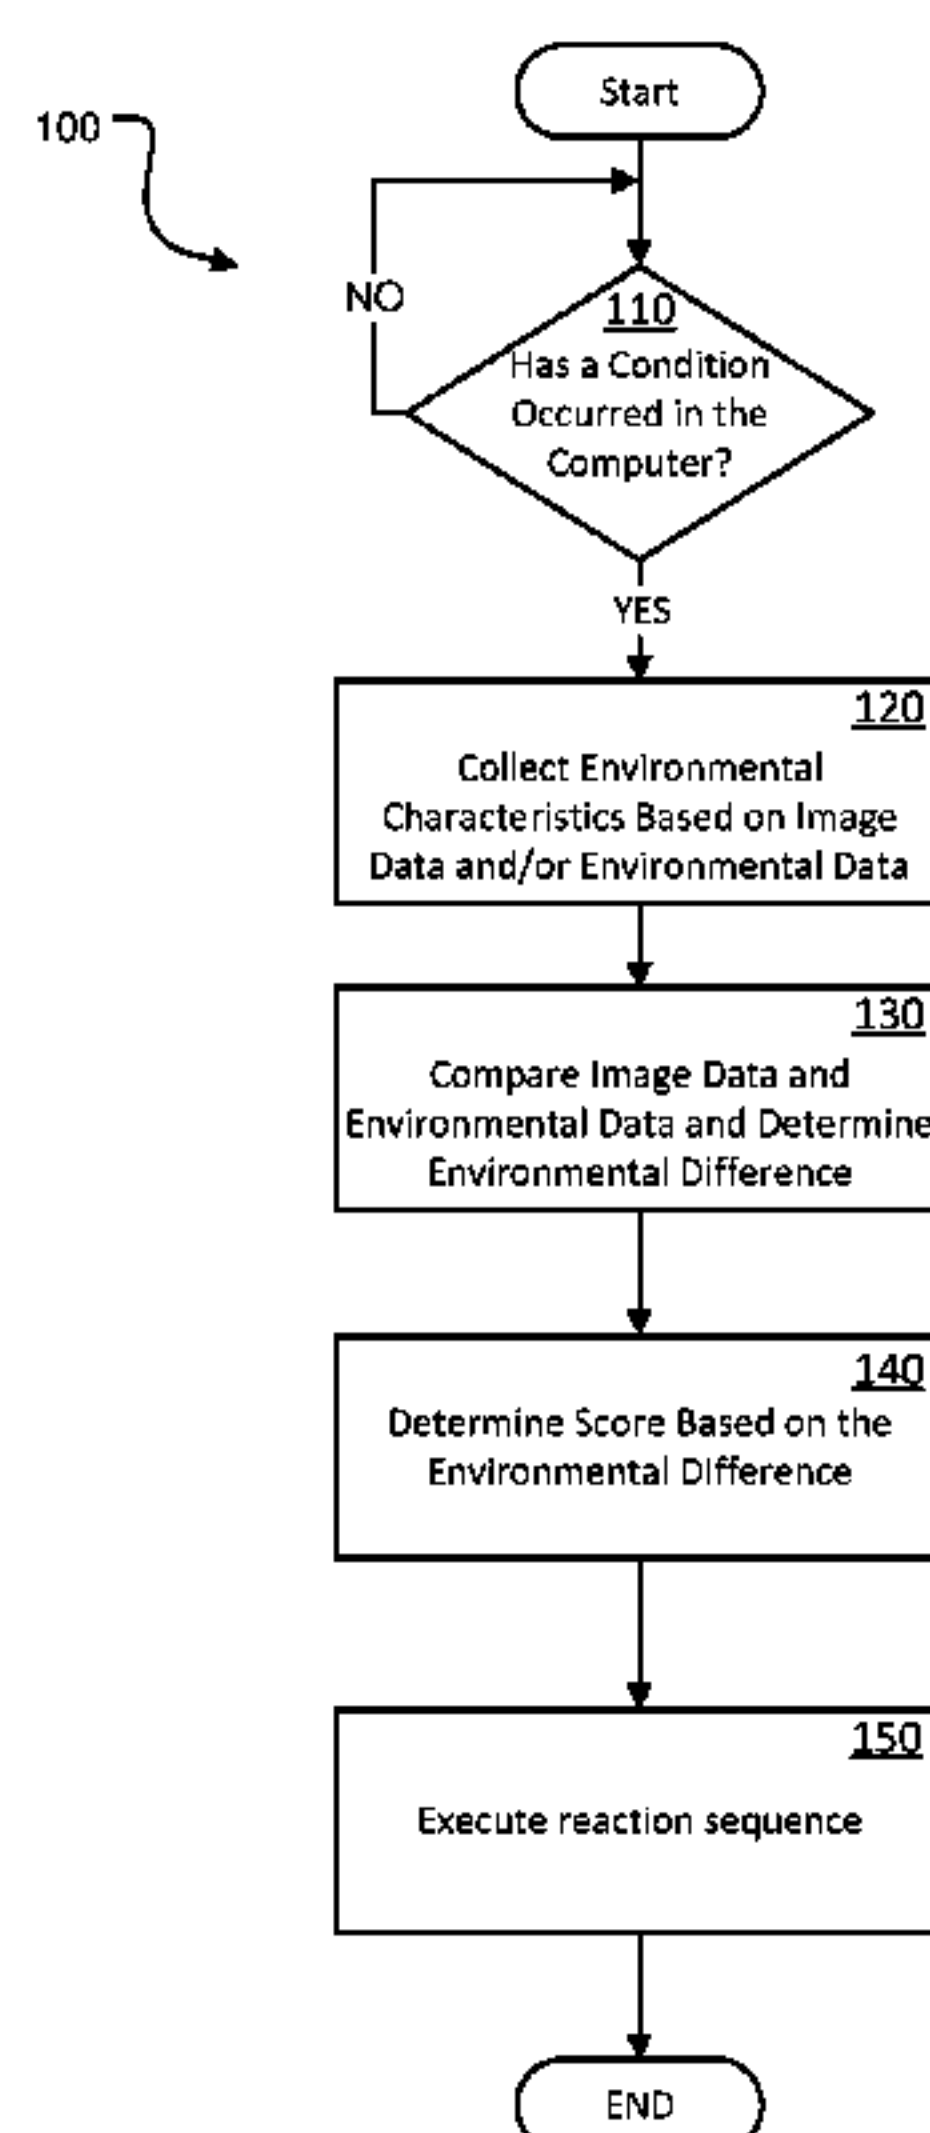 Start
100
NO
110
Has a Condition
Occurred in the
Computer?
YES
120
Collect Environmental
Characteristics Based on Image
Data and/or Environmental Data
130
Compare Image Data and
Environmental Data and Determine
Environmental Difference
140
Determine Score Based on the
Environmental Difference
150
Execute reaction sequence
END